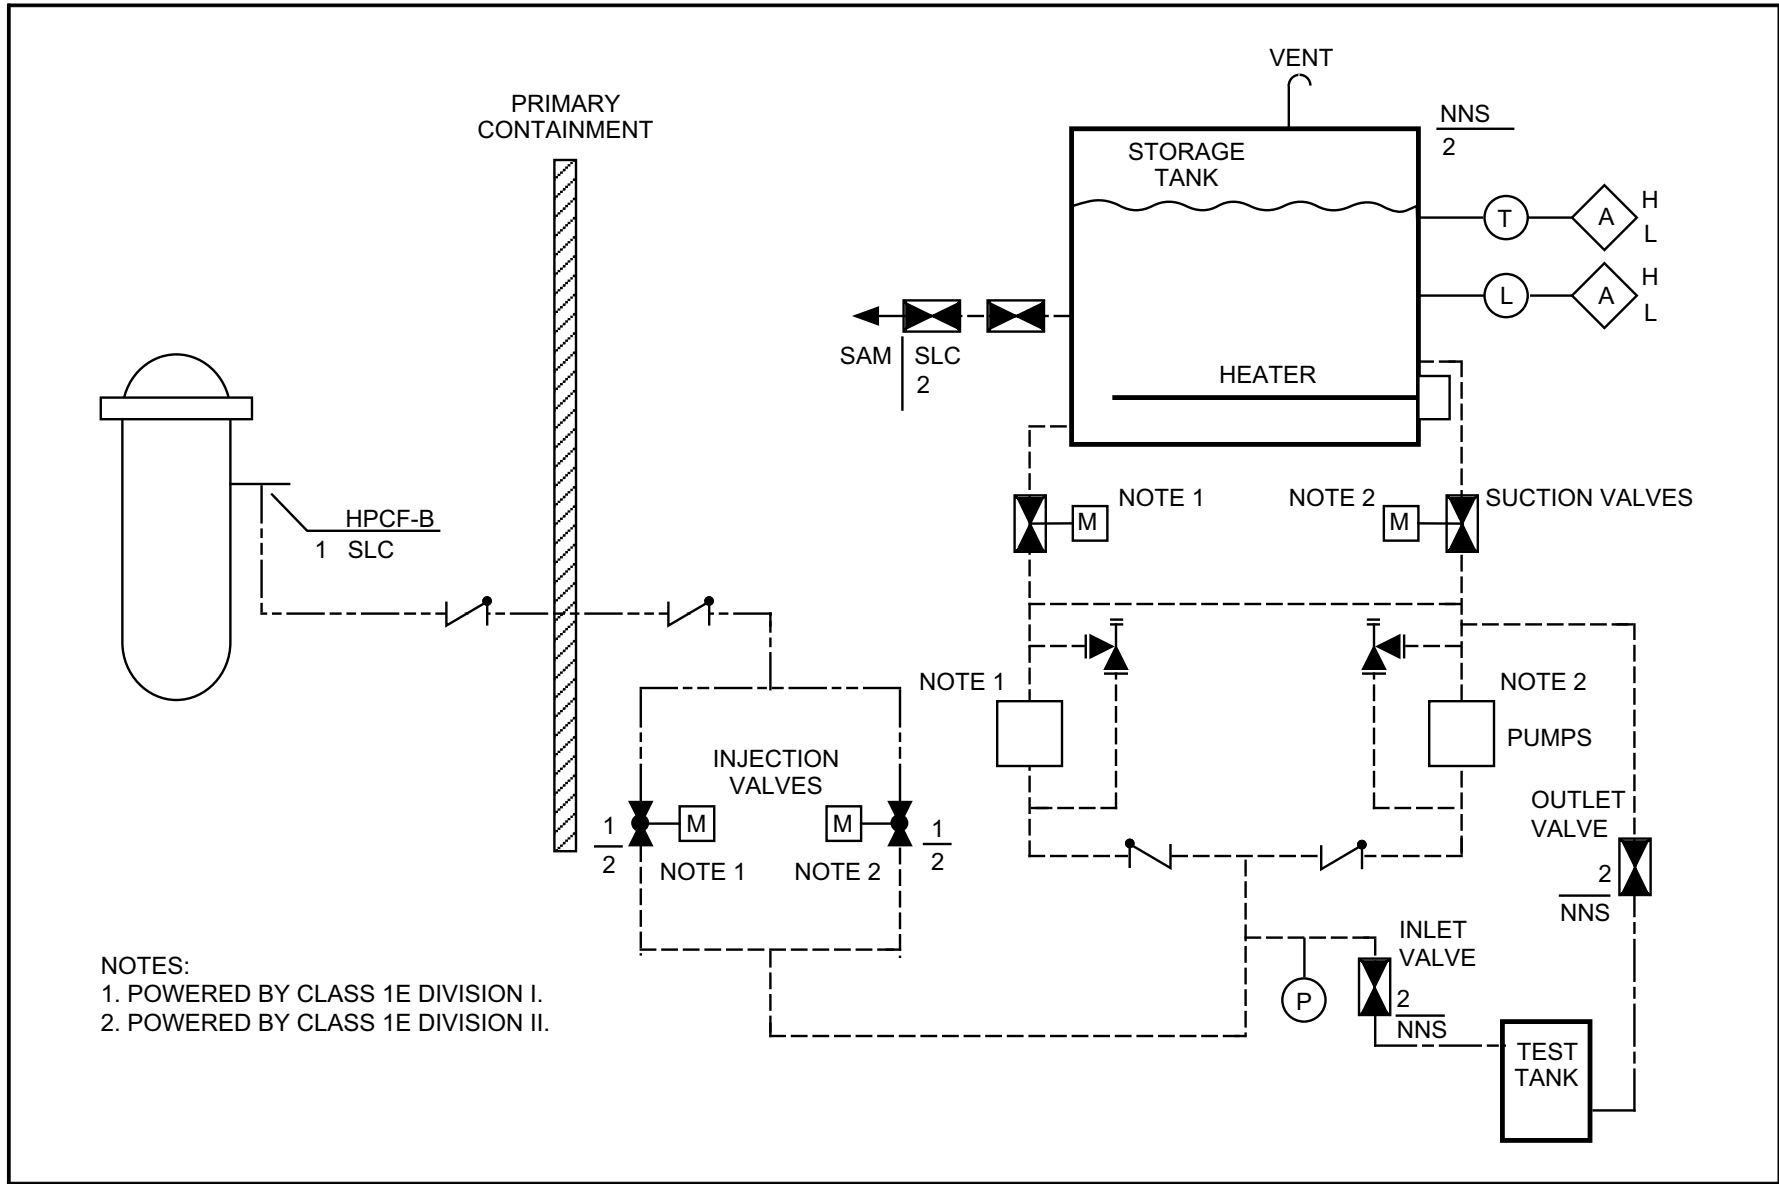 VENT
PRIMARY
CONTAINMENT
NNS
2
STORAGE
TANK
T
A
H
L
L
A
H
L
SAM
SLC
2
HEATER
NOTE 1
NOTE 2
SUCTION VALVES
M
M
HPCF-B
1 SLC
NOTE 1
NOTE 2
PUMPS
INJECTION
VALVES
OUTLET
VALVE
1
2
M
M
1
2
NOTE 1
NOTE 2
2
NNS
INLET
VALVE
P
2
NNS
TEST
TANK
NOTES:
1. POWERED BY CLASS 1E DIVISION I.
2. POWERED BY CLASS 1E DIVISION II.